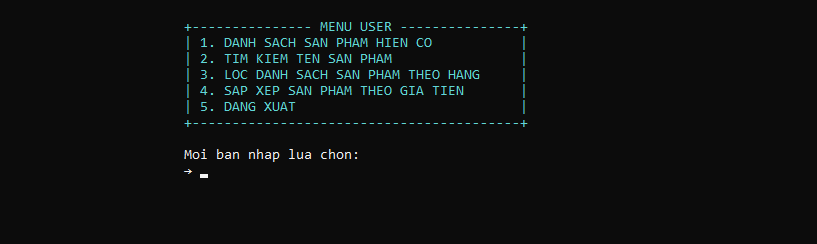 +--------------- MENU USER ---------------+
| 1. DANH SACH SAN PHAM HIEN CO           |
| 2. TIM KIEM TEN SAN PHAM                |
| 3. LOC DANH SACH SAN PHAM THEO HANG     |
| 4. SAP XEP SAN PHAM THEO GIA TIEN       |
| 5. DANG XUAT                            |
+-----------------------------------------+
Moi ban nhap lua chon:
→ _